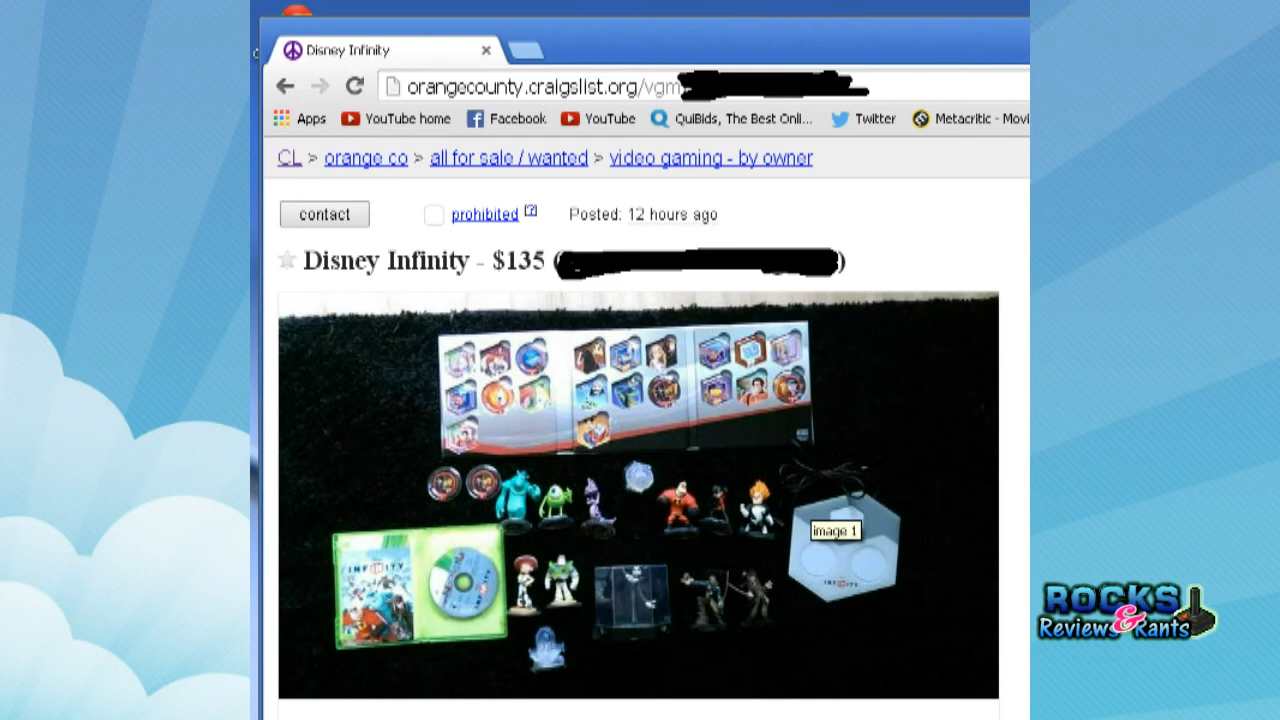 Disney Infinity
orangecounty.craigslist.org/vgm
Apps YouTube home Facebook YouTube QuiBids, The Best Onli... Twitter Metacritic - Movi
CL > orange co > all for sale / wanted > video gaming - by owner
contact prohibited [?] Posted: 12 hours ago
Disney Infinity - $135 ( )
image 1
INFINITY
INFINITY
ROCKS
& Reviews Rants